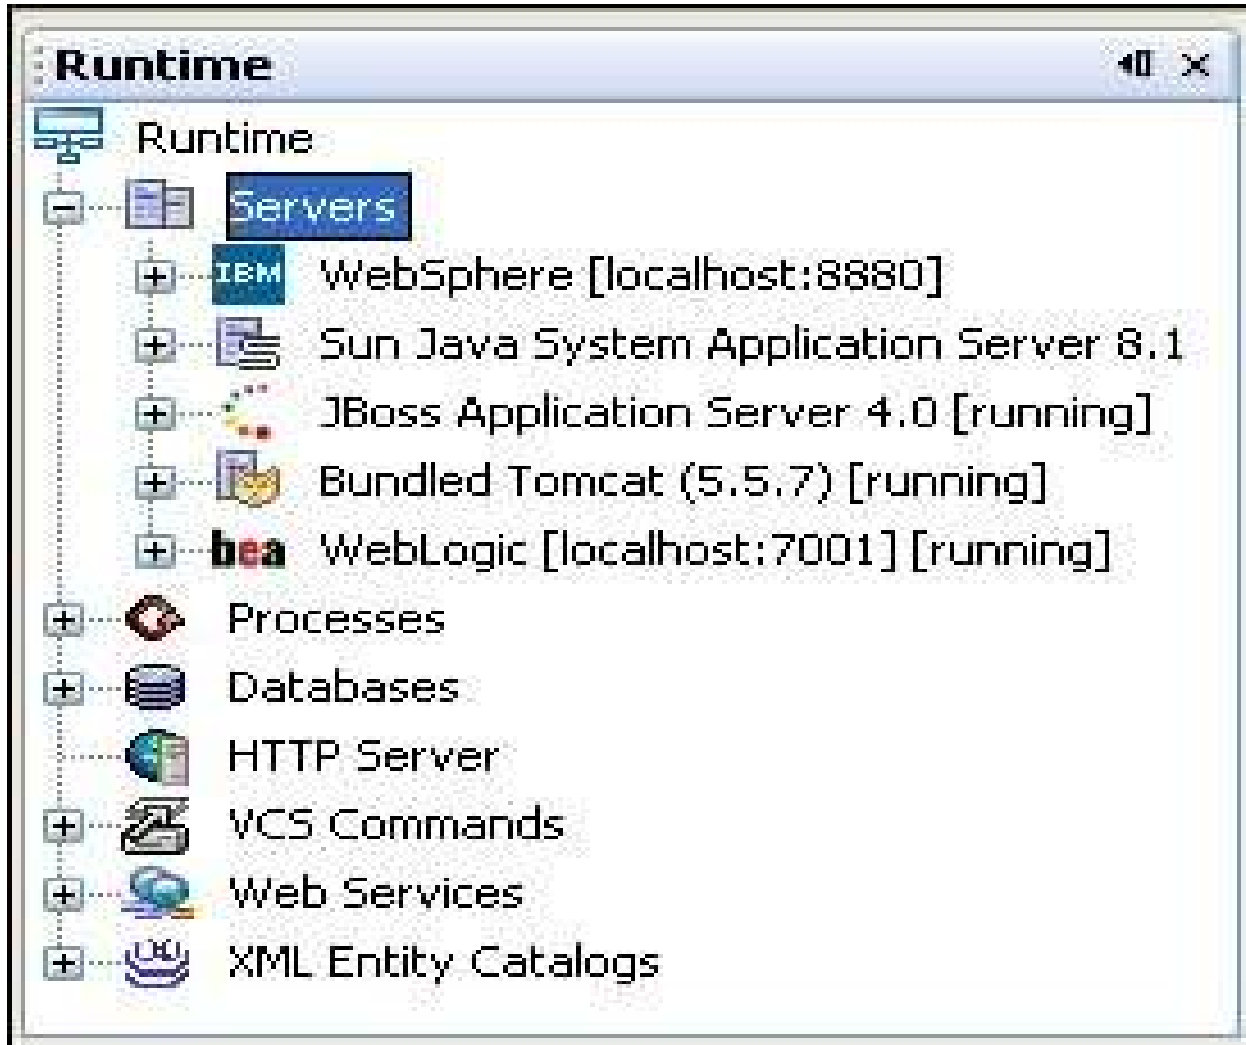 Runtime
Runtime
Servers
IBM WebSphere [localhost:8880]
Sun Java System Application Server 8.1
JBoss Application Server 4.0 [running]
Bundled Tomcat (5.5.7) [running]
bea WebLogic [localhost:7001] [running]
Processes
Databases
HTTP Server
VCS Commands
Web Services
XML Entity Catalogs